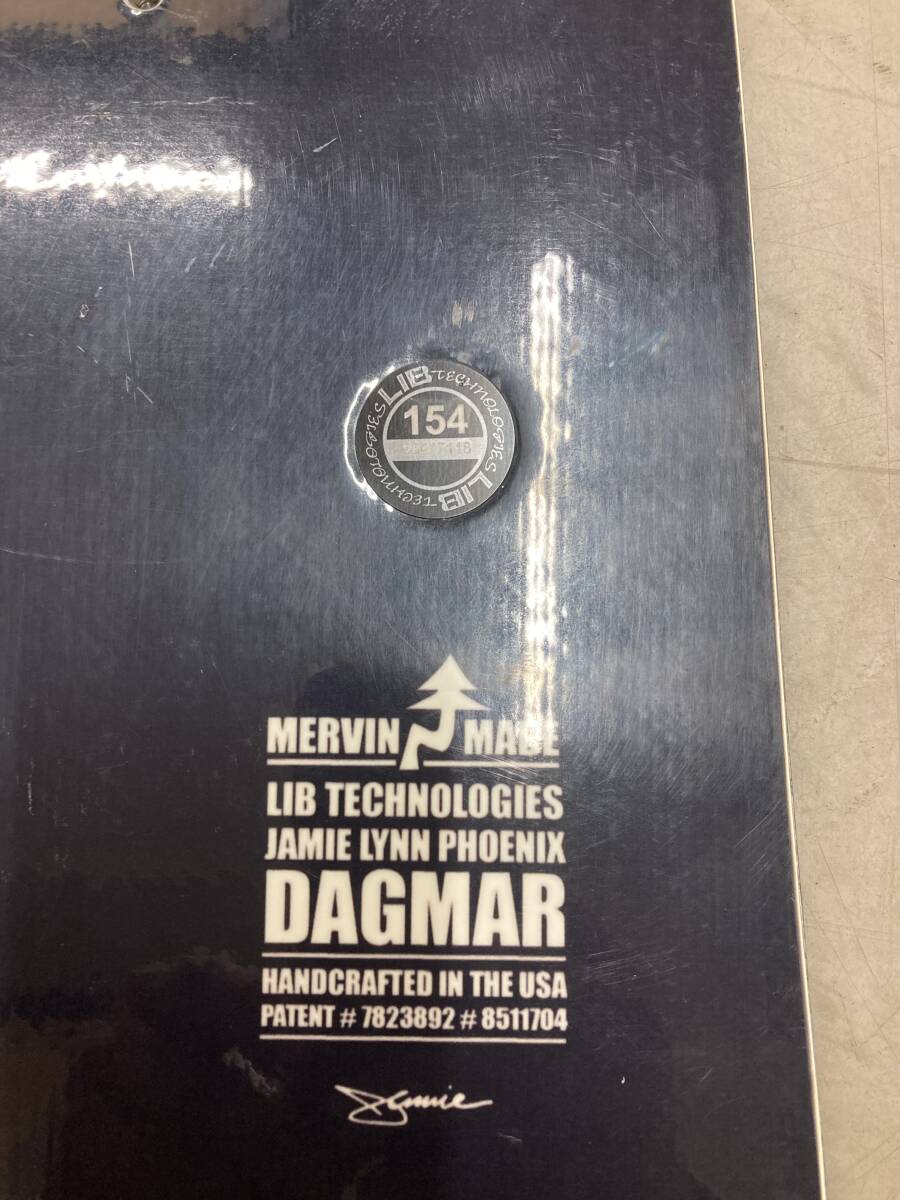 LIB TECHNOLOGIES
154
LIB TECHNOLOGIES
MERVIN MADE
LIB TECHNOLOGIES
JAMIE LYNN PHOENIX
DAGMAR
HANDCRAFTED IN THE USA
PATENT # 7823892 # 8511704
Jamie